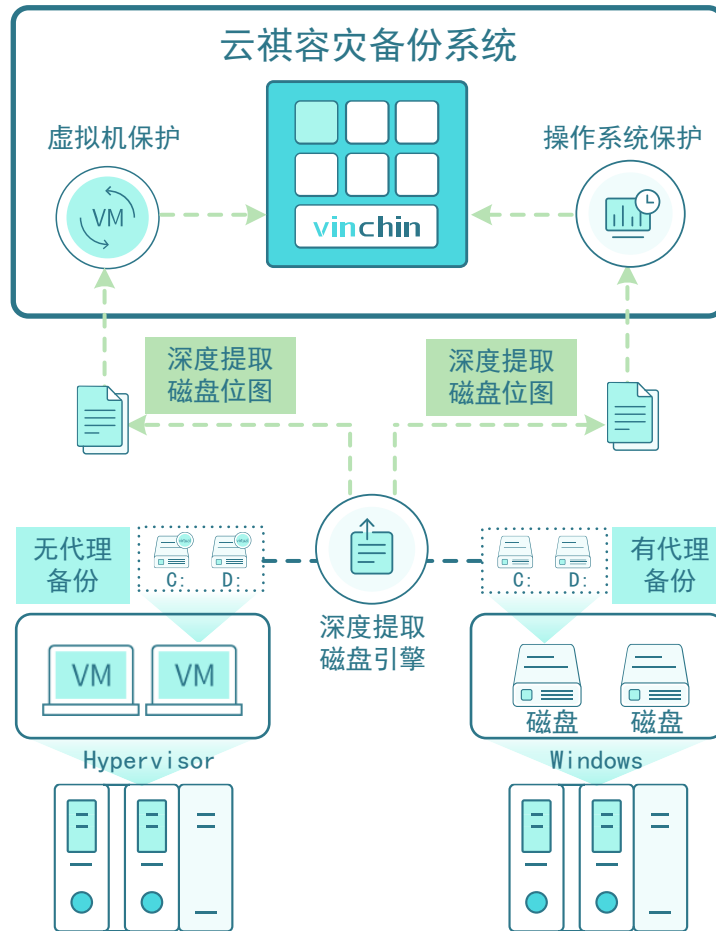 云祺容灾备份系统
虚拟机保护
操作系统保护
VM
vinchin
深度提取
磁盘位图
深度提取
磁盘位图
无代理
备份
C:
D:
深度提取
磁盘引擎
C:
D:
有代理
备份
VM
VM
磁盘
磁盘
Hypervisor
Windows